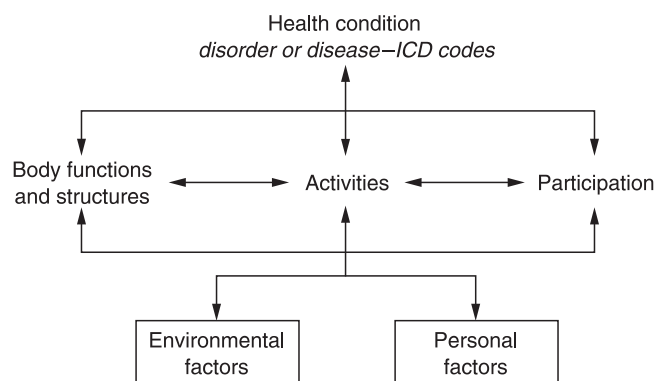 Health condition
disorder or disease–ICD codes
Body functions
and structures
Activities
Participation
Environmental
factors
Personal
factors